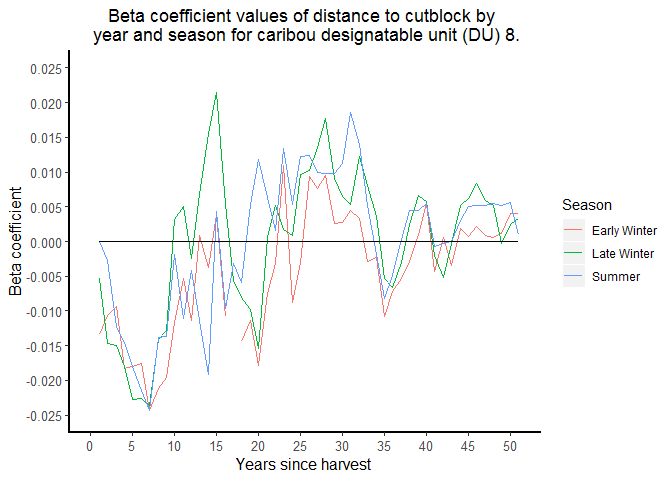 Beta coefficient values of distance to cutblock by
year and season for caribou designatable unit (DU) 8.
0.025
0.020
0.015
0.010
0.005
0.000
-0.005
-0.010
-0.015
-0.020
-0.025
Beta coefficient
0 5 10 15 20 25 30 35 40 45 50
Years since harvest
Season
Early Winter
Late Winter
Summer